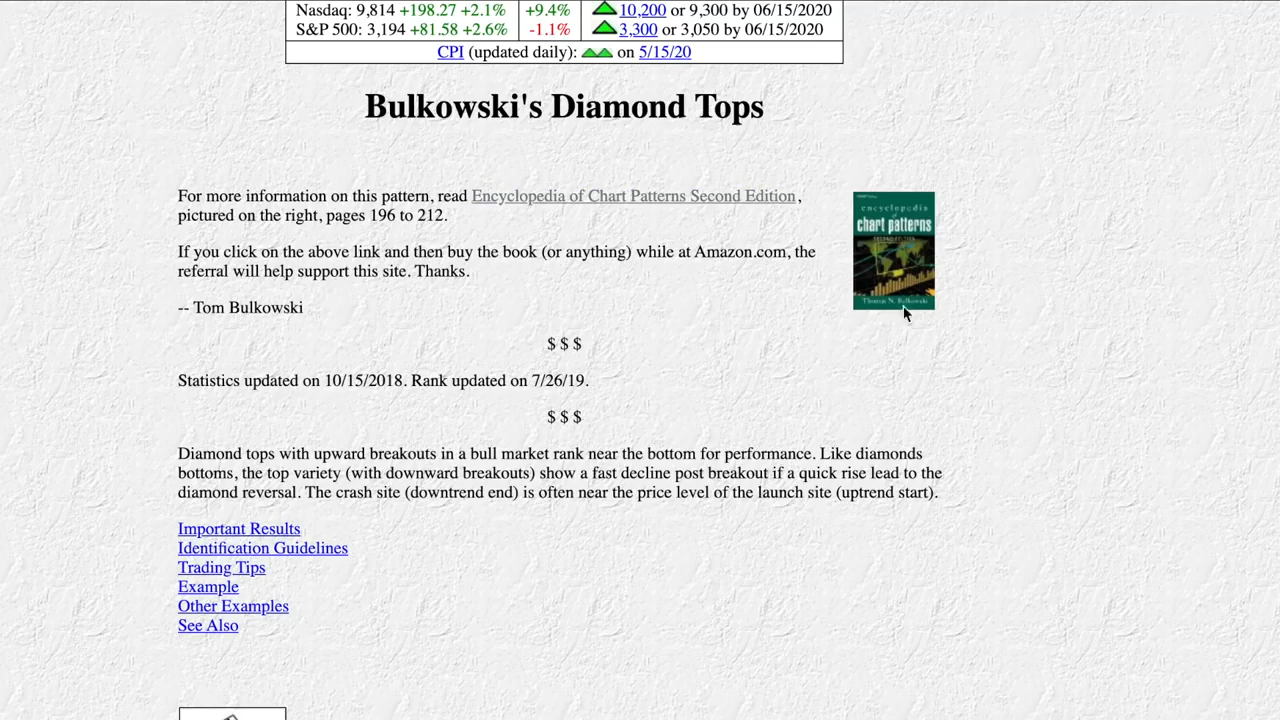 Nasdaq: 9,814 +198.27 +2.1% +9.4% 10,200 or 9,300 by 06/15/2020
S&P 500: 3,194 +81.58 +2.6% -1.1% 3,300 or 3,050 by 06/15/2020
CPI (updated daily): on 5/15/20
Bulkowski's Diamond Tops
For more information on this pattern, read Encyclopedia of Chart Patterns Second Edition,
pictured on the right, pages 196 to 212.
encyclopedia
of
chart patterns
SECOND EDITION
Thomas N. Bulkowski
If you click on the above link and then buy the book (or anything) while at Amazon.com, the
referral will help support this site. Thanks.
-- Tom Bulkowski
$ $ $
Statistics updated on 10/15/2018. Rank updated on 7/26/19.
$ $ $
Diamond tops with upward breakouts in a bull market rank near the bottom for performance. Like diamonds
bottoms, the top variety (with downward breakouts) show a fast decline post breakout if a quick rise lead to the
diamond reversal. The crash site (downtrend end) is often near the price level of the launch site (uptrend start).
Important Results
Identification Guidelines
Trading Tips
Example
Other Examples
See Also